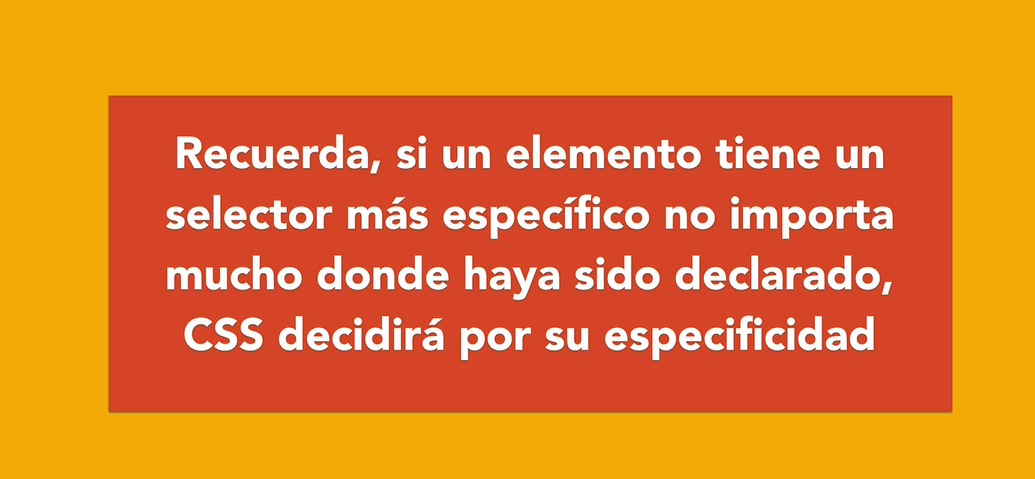 Recuerda, si un elemento tiene un
selector más específico no importa
mucho donde haya sido declarado,
CSS decidirá por su especificidad